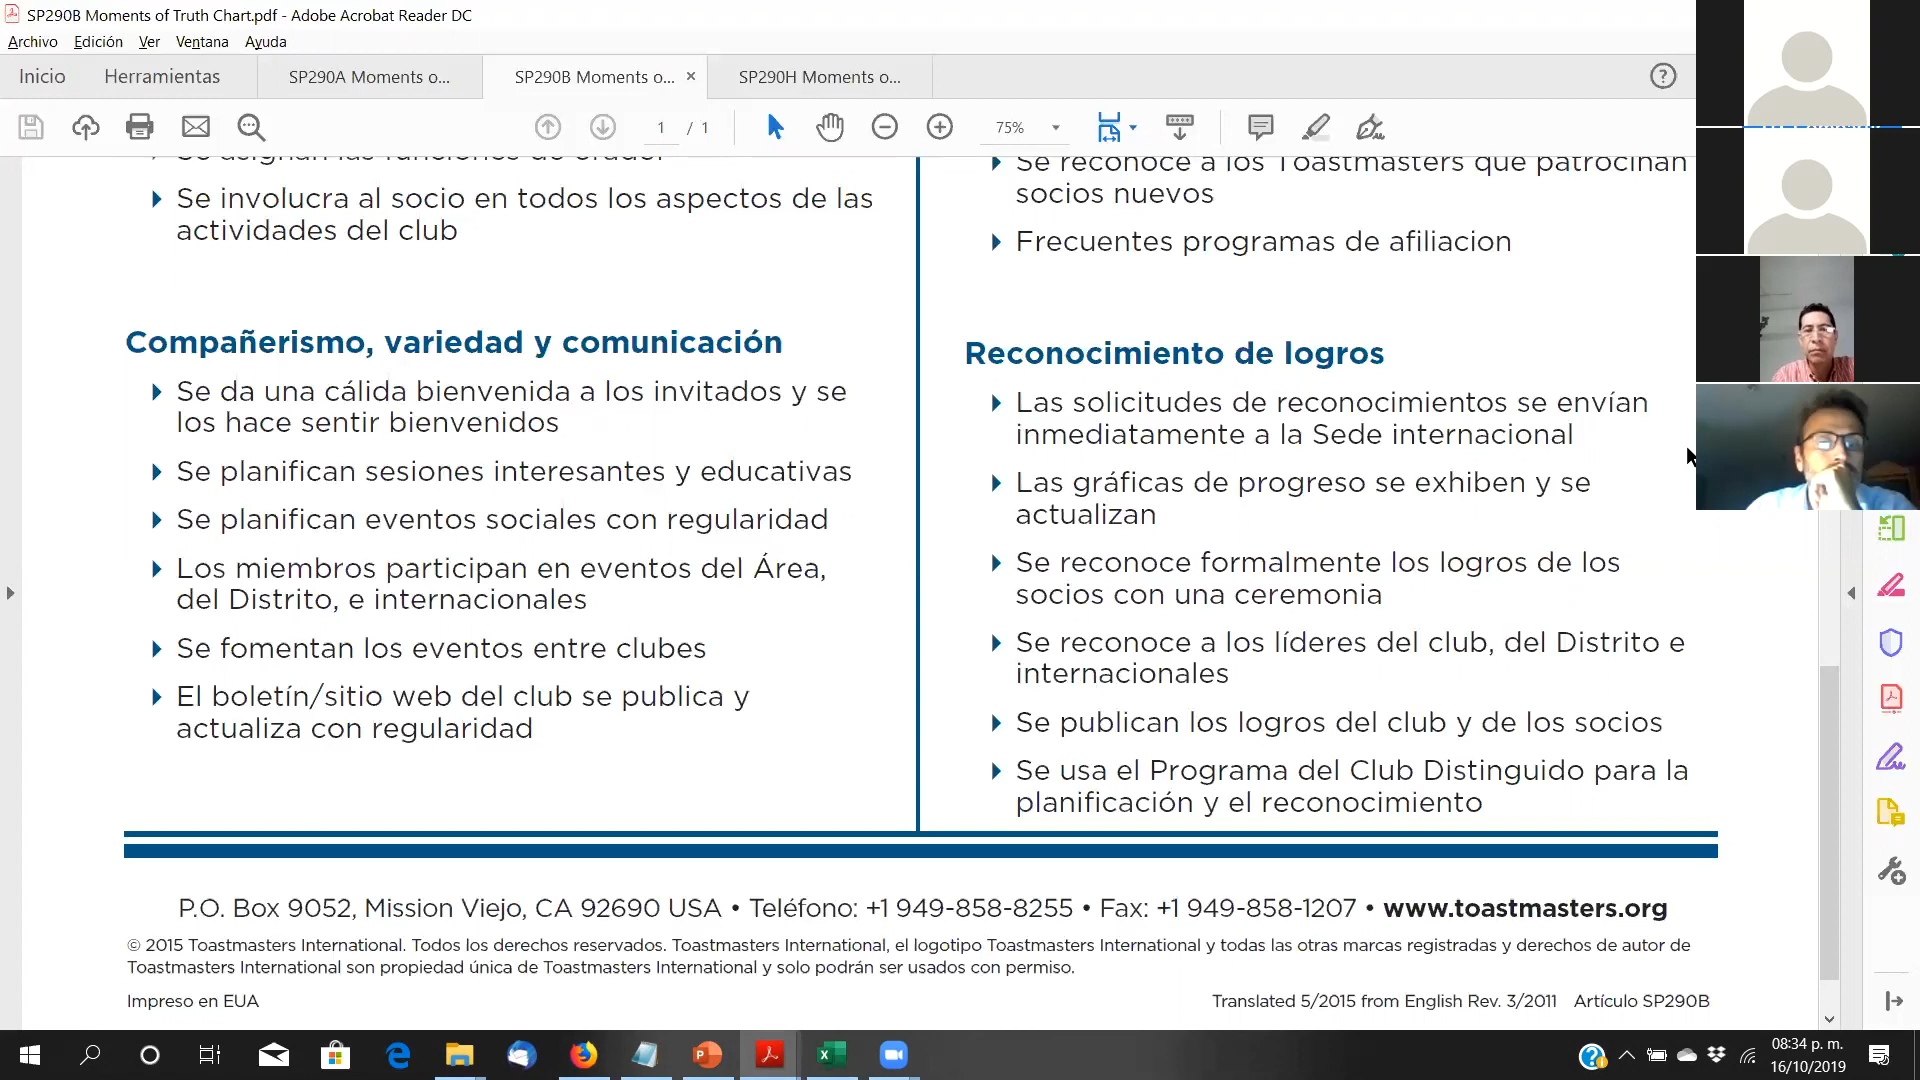 SP290B Moments of Truth Chart.pdf - Adobe Acrobat Reader DC
Archivo Edición Ver Ventana Ayuda
Inicio Herramientas SP290A Moments o... SP290B Moments o... × SP290H Moments o...
1 / 1 75%
Se asignan las funciones de orador
Se involucra al socio en todos los aspectos de las
actividades del club
Compañerismo, variedad y comunicación
Se da una cálida bienvenida a los invitados y se
los hace sentir bienvenidos
Se planifican sesiones interesantes y educativas
Se planifican eventos sociales con regularidad
Los miembros participan en eventos del Área,
del Distrito, e internacionales
Se fomentan los eventos entre clubes
El boletín/sitio web del club se publica y
actualiza con regularidad
Se reconoce a los Toastmasters que patrocinan
socios nuevos
Frecuentes programas de afiliacion
Reconocimiento de logros
Las solicitudes de reconocimientos se envían
inmediatamente a la Sede internacional
Las gráficas de progreso se exhiben y se
actualizan
Se reconoce formalmente los logros de los
socios con una ceremonia
Se reconoce a los líderes del club, del Distrito e
internacionales
Se publican los logros del club y de los socios
Se usa el Programa del Club Distinguido para la
planificación y el reconocimiento
P.O. Box 9052, Mission Viejo, CA 92690 USA • Teléfono: +1 949-858-8255 • Fax: +1 949-858-1207 • www.toastmasters.org
© 2015 Toastmasters International. Todos los derechos reservados. Toastmasters International, el logotipo Toastmasters International y todas las otras marcas registradas y derechos de autor de
Toastmasters International son propiedad única de Toastmasters International y solo podrán ser usados con permiso.
Impreso en EUA Translated 5/2015 from English Rev. 3/2011 Artículo SP290B
08:34 p. m.
16/10/2019